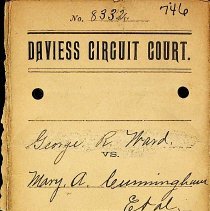 746
No. 8332
DAVIESS CIRCUIT COURT.
George R. Ward
VS.
Mary. A. Cunningham
Et al.